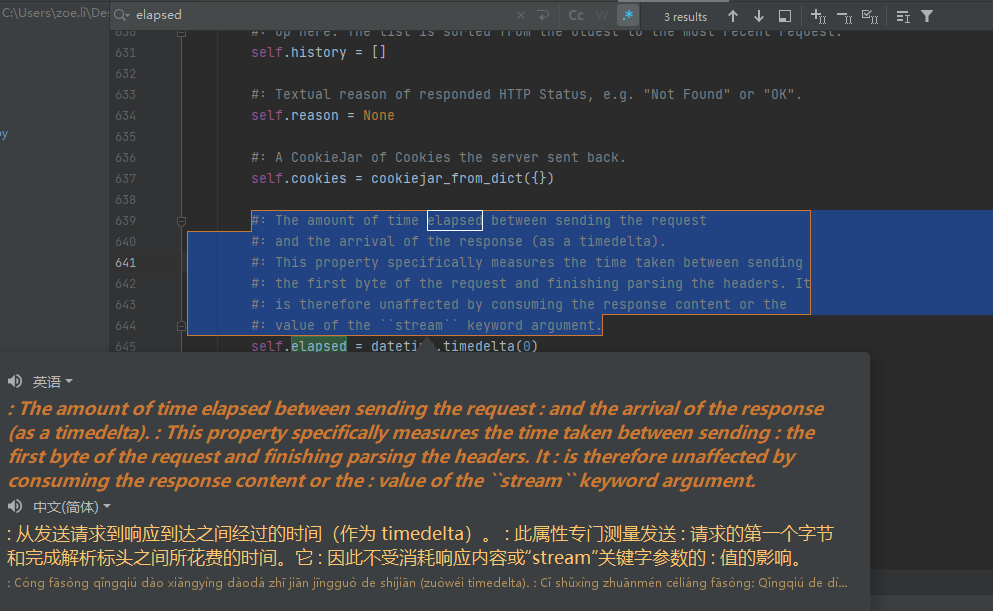 C:\Users\zoe.li\De
elapsed
Cc
W
.*
3 results
630 #: up here. The list is sorted from the oldest to the most recent request.
631 self.history = []
632
633 #: Textual reason of responded HTTP Status, e.g. "Not Found" or "OK".
634 self.reason = None
635
636 #: A CookieJar of Cookies the server sent back.
637 self.cookies = cookiejar_from_dict({})
638
639 #: The amount of time elapsed between sending the request
640 #: and the arrival of the response (as a timedelta).
641 #: This property specifically measures the time taken between sending
642 #: the first byte of the request and finishing parsing the headers. It
643 #: is therefore unaffected by consuming the response content or the
644 #: value of the ``stream`` keyword argument.
645 self.elapsed = datetime.timedelta(0)
py
英语
: The amount of time elapsed between sending the request : and the arrival of the response
(as a timedelta). : This property specifically measures the time taken between sending : the
first byte of the request and finishing parsing the headers. It : is therefore unaffected by
consuming the response content or the : value of the ``stream`` keyword argument.
中文(简体)
: 从发送请求到响应到达之间经过的时间（作为 timedelta）。 : 此属性专门测量发送 : 请求的第一个字节
和完成解析标头之间所花费的时间。它 : 因此不受消耗响应内容或“stream”关键字参数的 : 值的影响。
: Cóng fāsòng qǐngqiú dào xiǎngyìng dàodá zhī jiān jīngguò de shíjiān (zuòwéi timedelta). : Cǐ shǔxìng zhuānmén cèliáng fāsòng: Qǐngqiú de dì...